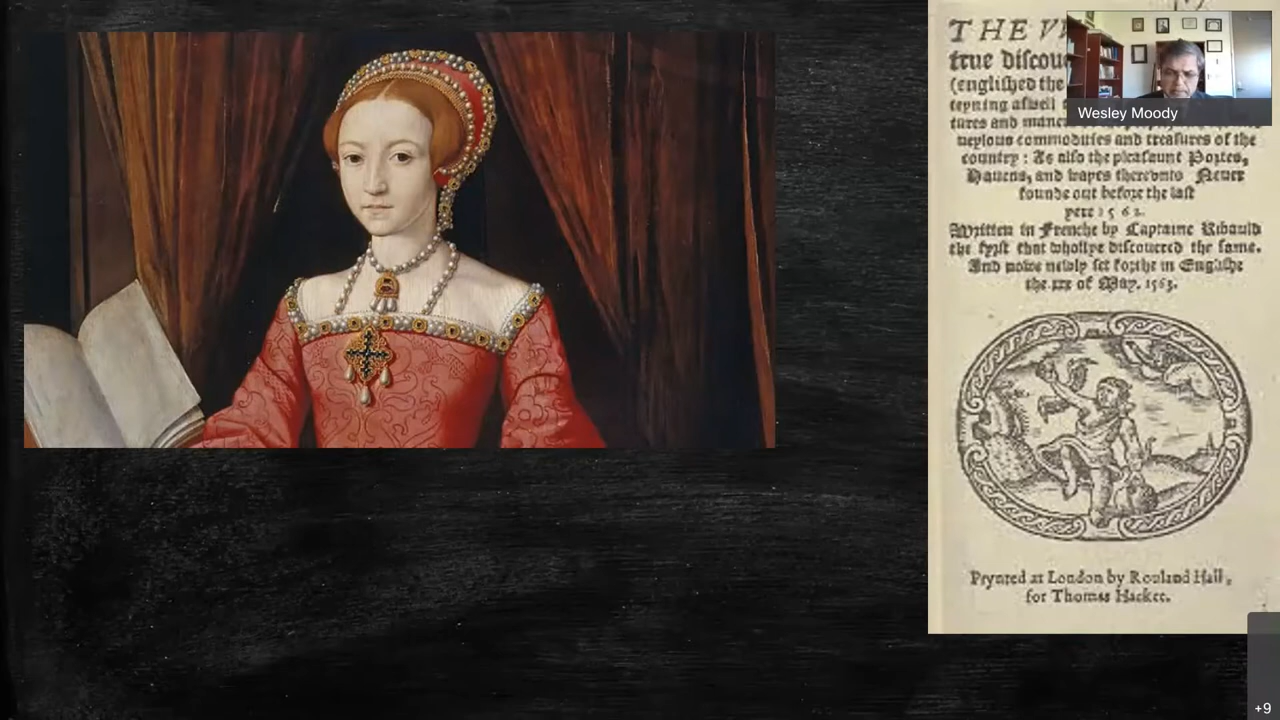 THE
true discou
(englished the
teyning aswell
tures and maner
ueylous commodities and treasures of the
country: As also the pleasaunt Portes,
Hauens, and wayes therevnto Neuer
founde out before the last
yere 1562.
Written in Frenche by Captaine Ribauld
the fyrst that whollye discouered the same.
And nowe newly set forthe in Englishe
the xxx of May. 1563.
Prynted at London by Rouland Hall,
for Thomas Hacket.
Wesley Moody
+9